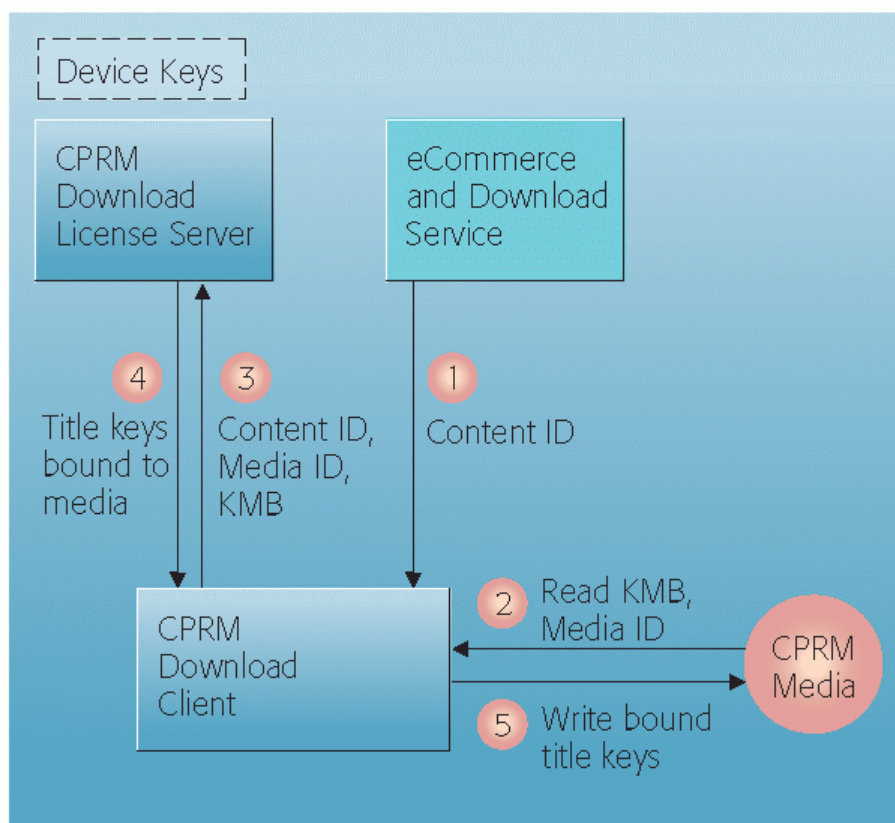 Device Keys
CPRM
Download
License Server
eCommerce
and Download
Service
4
Title keys
bound to
media
3
Content ID,
Media ID,
KMB
1
Content ID
CPRM
Download
Client
2
Read KMB,
Media ID
5
Write bound
title keys
CPRM
Media